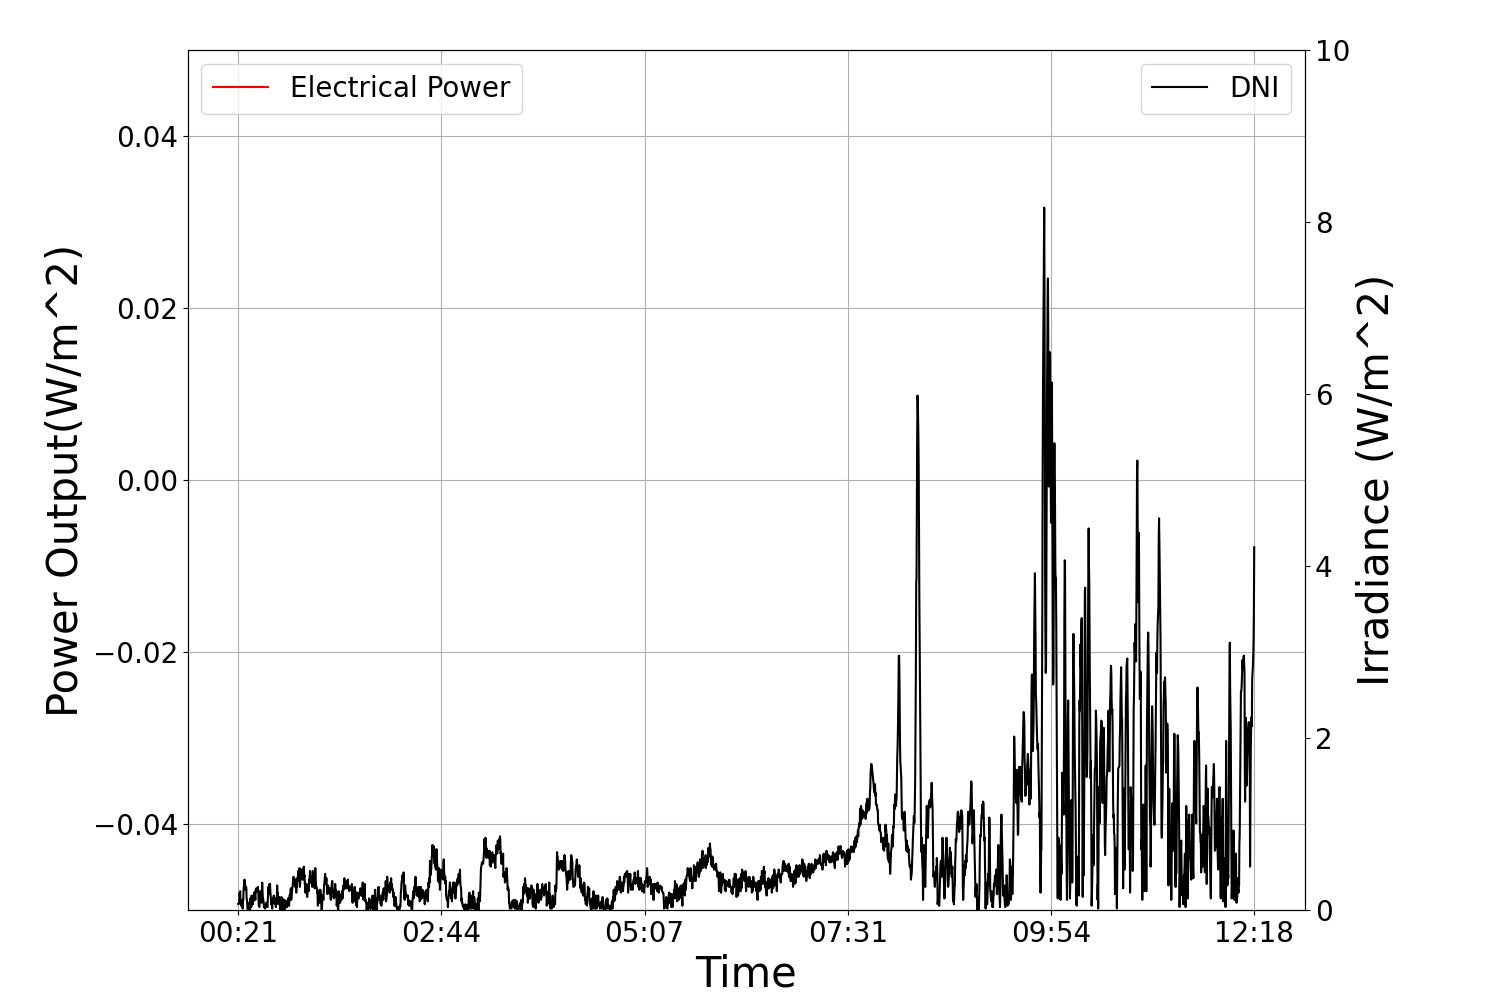 Electrical Power
DNI
Power Output(W/m^2)
0.04
0.02
0.00
−0.02
−0.04
10
8
6
4
2
0
Irradiance (W/m^2)
00:21 02:44 05:07 07:31 09:54 12:18
Time